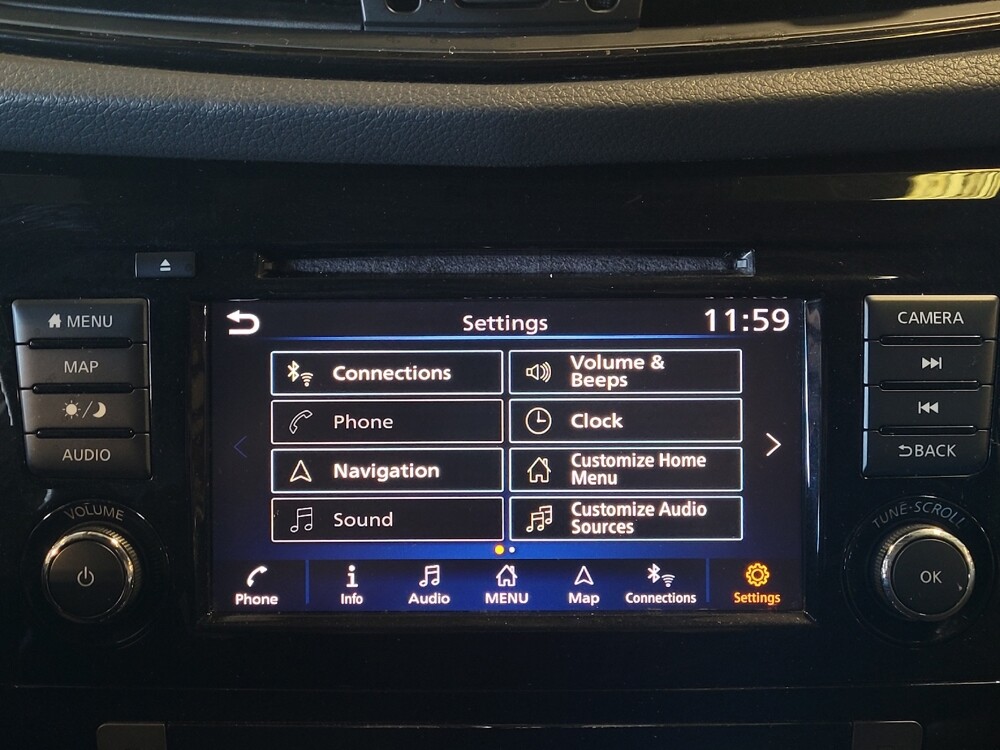 Settings
11:59
MENU
MAP
AUDIO
VOLUME
Connections
Volume &
Beeps
Phone
Clock
Navigation
Customize Home
Menu
Sound
Customize Audio
Sources
Phone
Info
Audio
MENU
Map
Connections
Settings
CAMERA
BACK
TUNE·SCROLL
OK